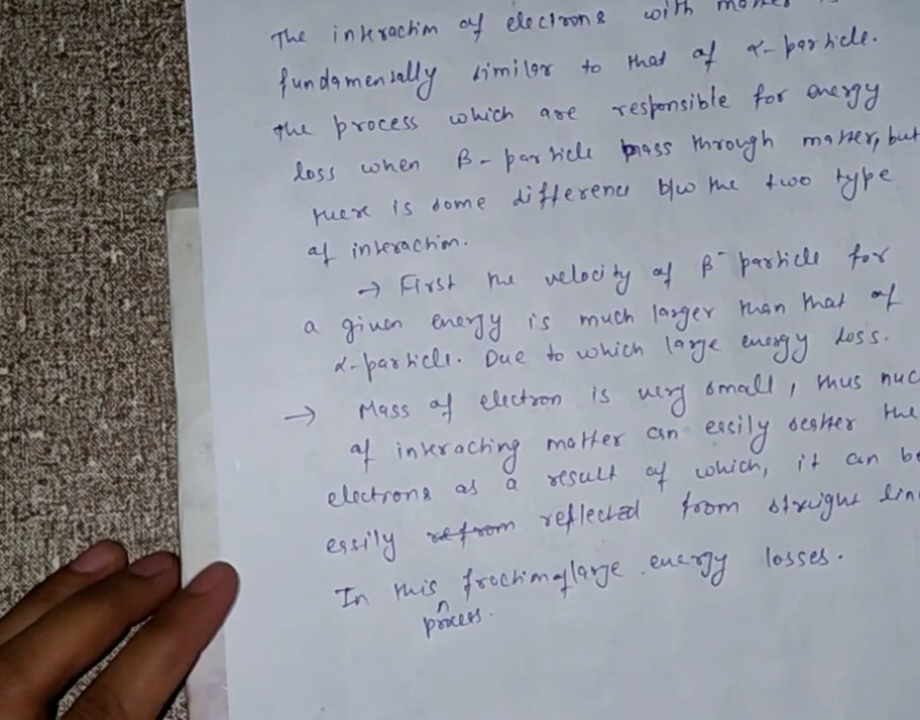 The interaction of electrons with
fundamentally similar to that of α-particle.
the process which are responsible for energy
loss when β-particle pass through matter, but
there is some difference b/w the two type
of interaction.
→ First the velocity of β⁻ particle for
a given energy is much larger than that of
α-particle. Due to which large energy loss.
→ Mass of electron is very small, thus nuc
of interacting matter can easily scatter the
electrons as a result of which, it can be
easily reflected from straight lin
In this fraction of large energy losses.
process.